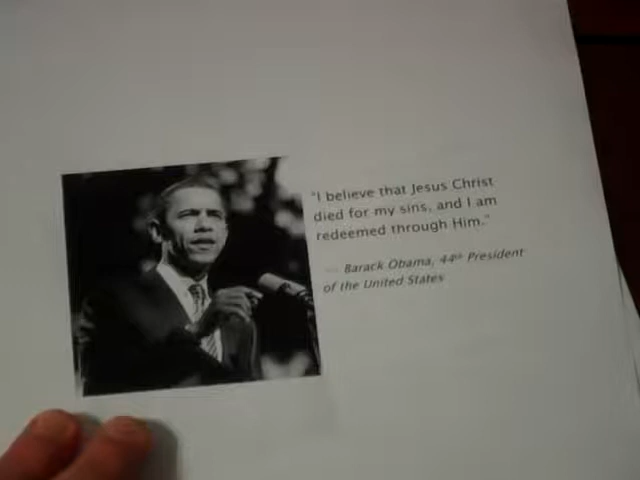 "I believe that Jesus Christ
died for my sins, and I am
redeemed through Him."
— Barack Obama, 44th President
of the United States